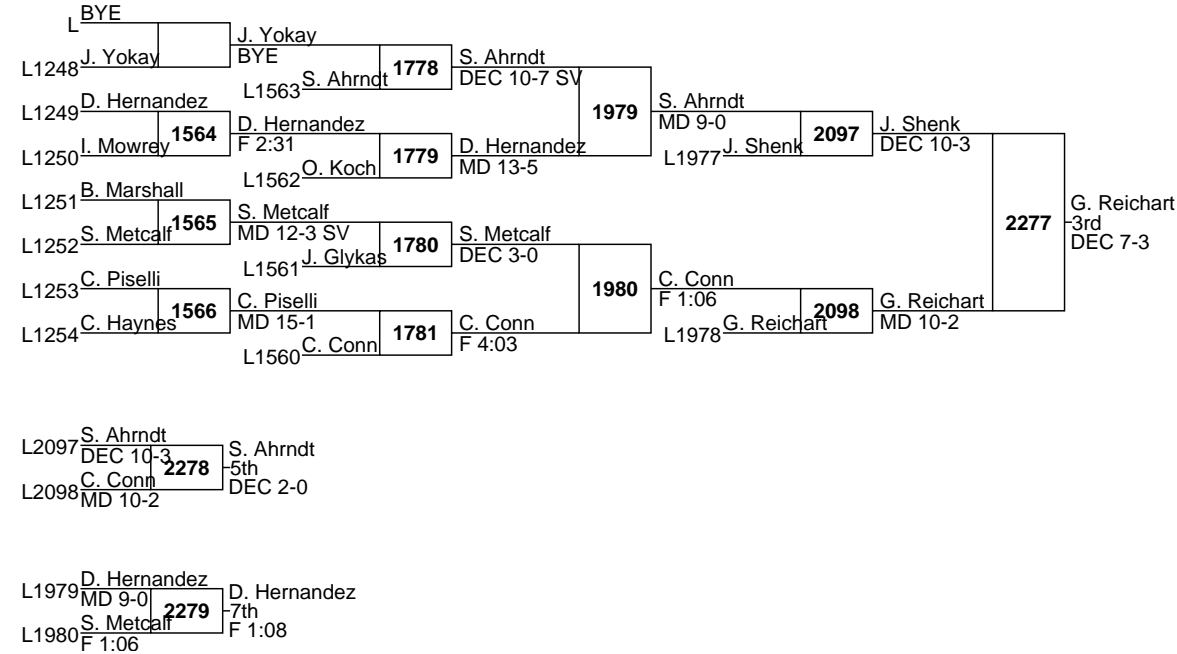 BYE
L
J. Yokay
L1248
J. Yokay
BYE
S. Ahrndt
L1563
1778
S. Ahrndt
DEC 10-7 SV
D. Hernandez
L1249
1564
I. Mowrey
L1250
D. Hernandez
F 2:31
O. Koch
L1562
1779
D. Hernandez
MD 13-5
1979
S. Ahrndt
MD 9-0
J. Shenk
L1977
2097
J. Shenk
DEC 10-3
B. Marshall
L1251
1565
S. Metcalf
L1252
S. Metcalf
MD 12-3 SV
J. Glykas
L1561
1780
S. Metcalf
DEC 3-0
C. Piselli
L1253
1566
C. Haynes
L1254
C. Piselli
MD 15-1
C. Conn
L1560
1781
C. Conn
F 4:03
1980
C. Conn
F 1:06
G. Reichart
L1978
2098
G. Reichart
MD 10-2
2277
G. Reichart
3rd
DEC 7-3
L2097
S. Ahrndt
DEC 10-3
2278
L2098
C. Conn
MD 10-2
S. Ahrndt
5th
DEC 2-0
L1979
D. Hernandez
MD 9-0
2279
L1980
S. Metcalf
F 1:06
D. Hernandez
7th
F 1:08